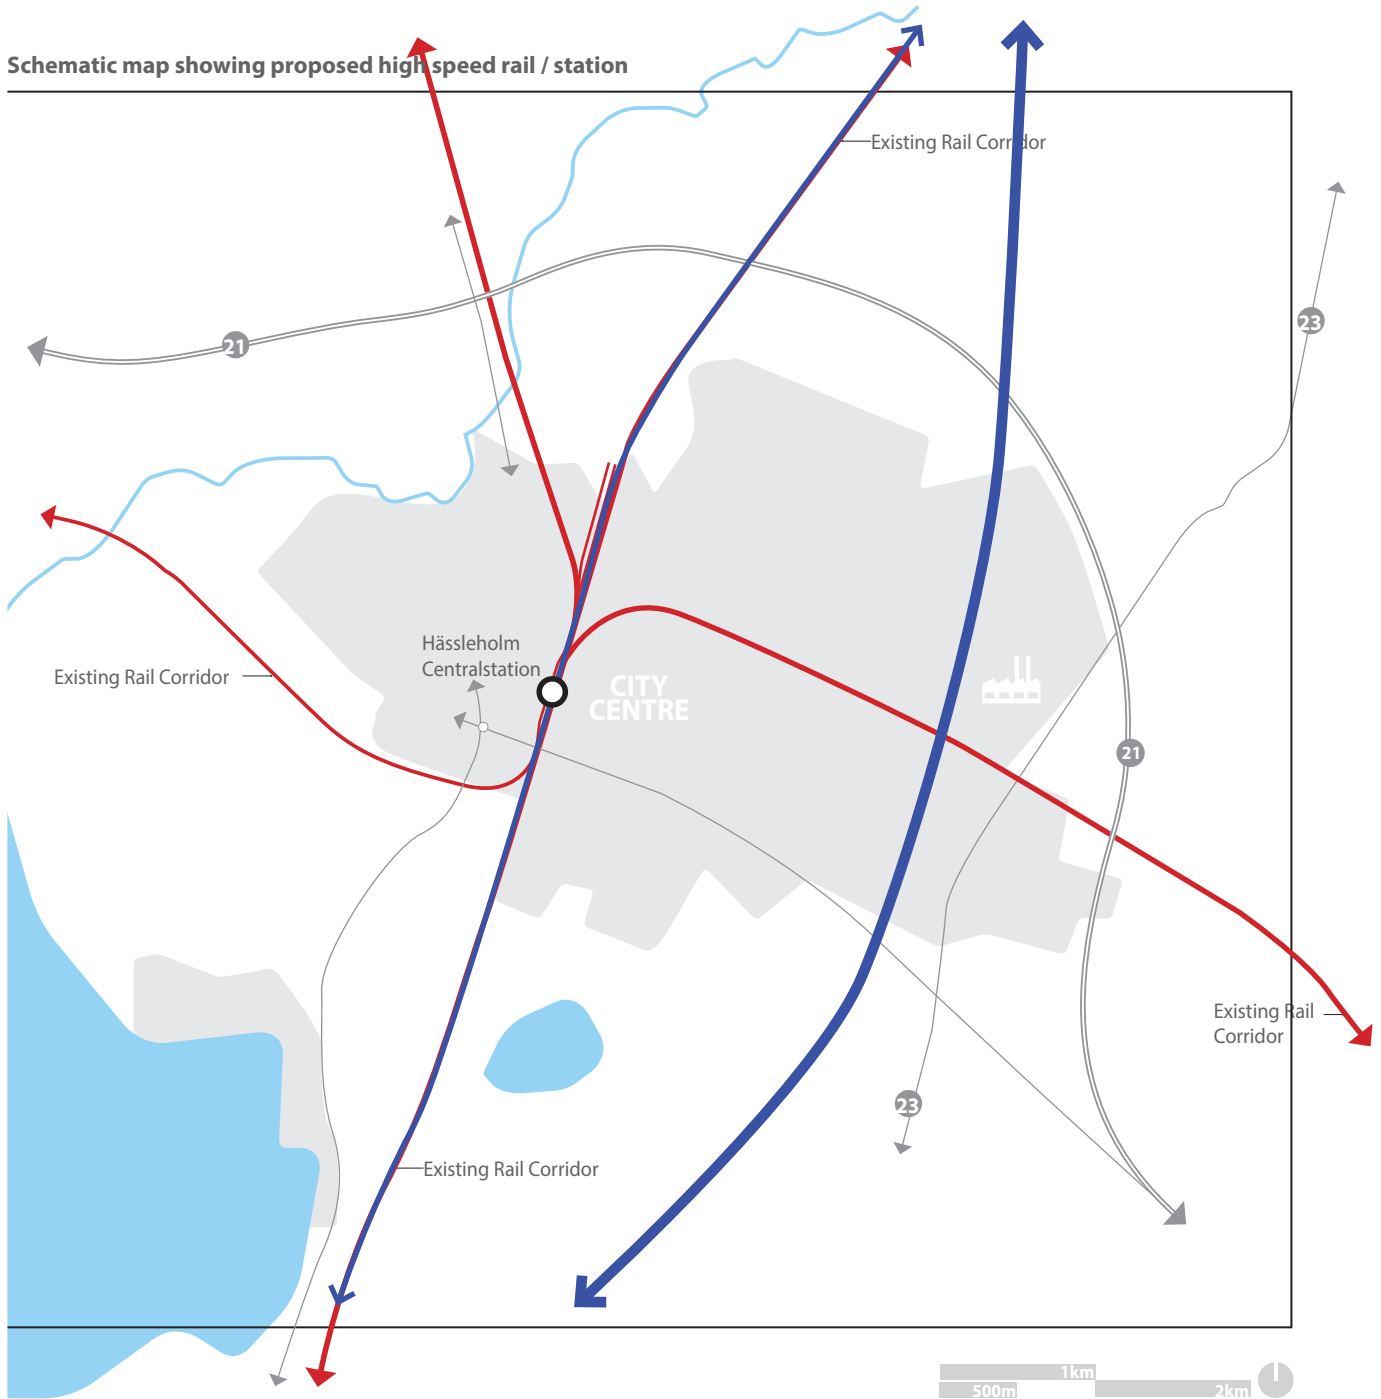 Schematic map showing proposed high speed rail / station
Existing Rail Corridor
23
21
Hässleholm
Centralstation
Existing Rail Corridor
CITY
CENTRE
21
Existing Rail
Corridor
23
Existing Rail Corridor
1km
500m
2km